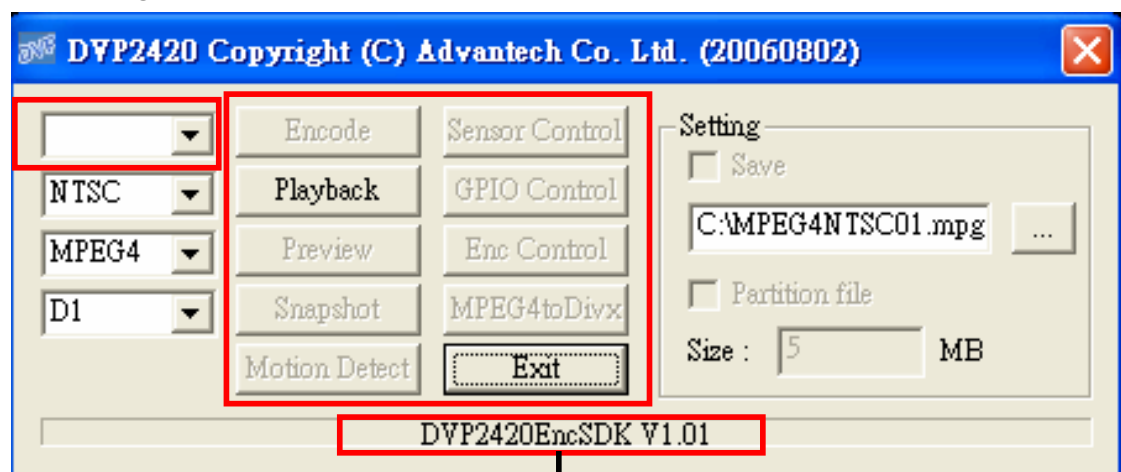 DVP2420 Copyright (C) Advantech Co. Ltd. (20060802)
Encode Sensor Control Setting
Save
NTSC Playback GPIO Control
C:\MPEG4NTSC01.mpg ...
MPEG4 Preview Enc Control
D1 Snapshot MPEG4toDivx Partition file
Motion Detect Exit Size : 5 MB
DVP2420EncSDK V1.01